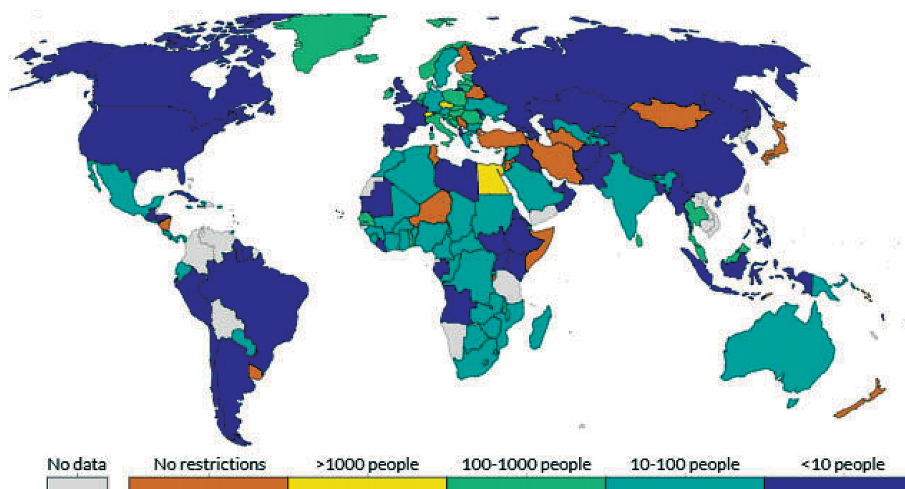 No data
No restrictions
>1000 people
100-1000 people
10-100 people
<10 people